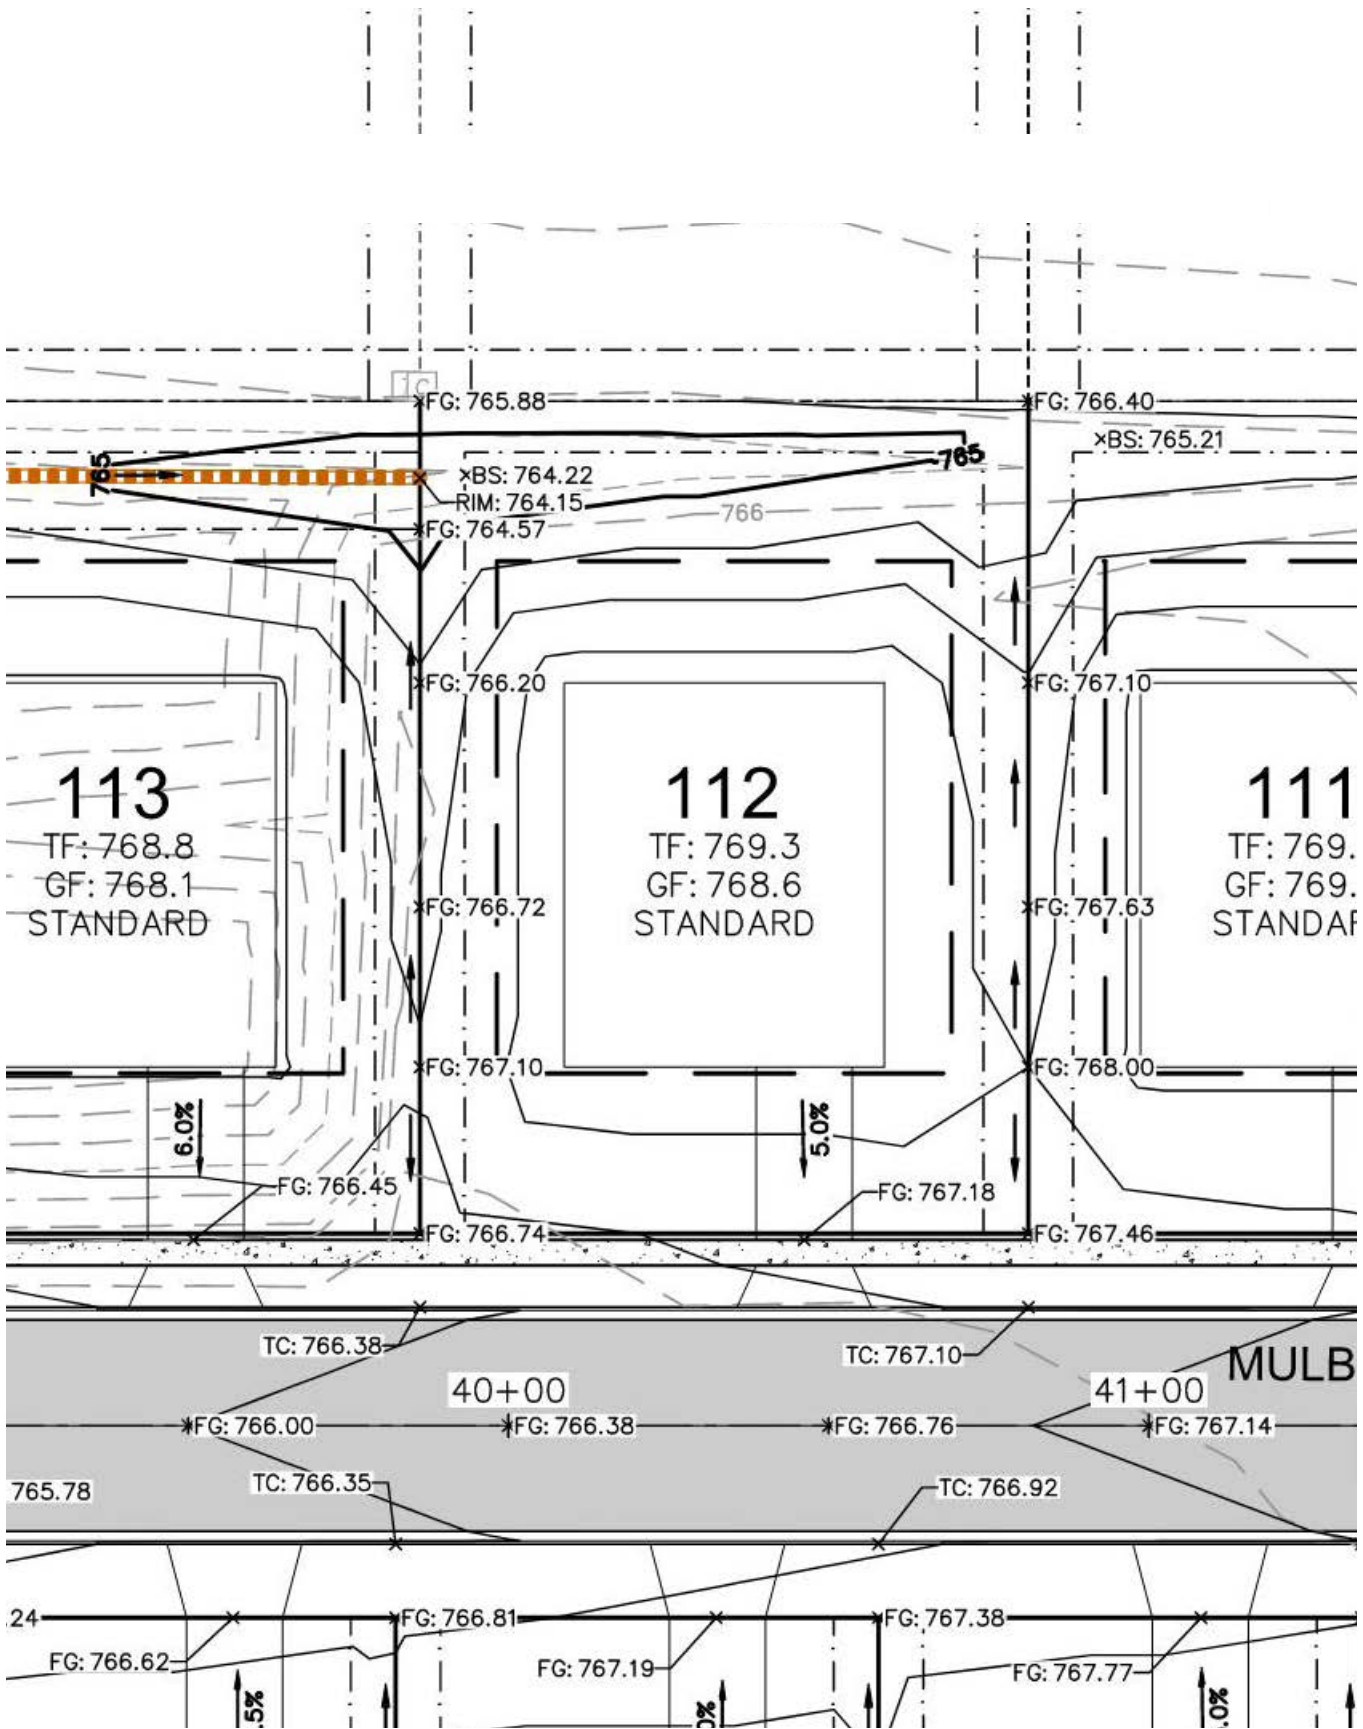 TC
FG: 765.88
FG: 766.40
BS: 765.21
765
765
BS: 764.22
RIM: 764.15
766
FG: 764.57
FG: 766.20
FG: 767.10
113
TF: 768.8
GF: 768.1
STANDARD
112
TF: 769.3
GF: 768.6
STANDARD
111
TF: 769.
GF: 769.
STANDAR
FG: 766.72
FG: 767.63
FG: 767.10
FG: 768.00
6.0%
5.0%
FG: 766.45
FG: 767.18
FG: 766.74
FG: 767.46
TC: 766.38
TC: 767.10
MULB
40+00
41+00
FG: 766.00
FG: 766.38
FG: 766.76
FG: 767.14
765.78
TC: 766.35
TC: 766.92
.24
FG: 766.81
FG: 767.38
FG: 766.62
FG: 767.19
FG: 767.77
.5%
0%
.0%